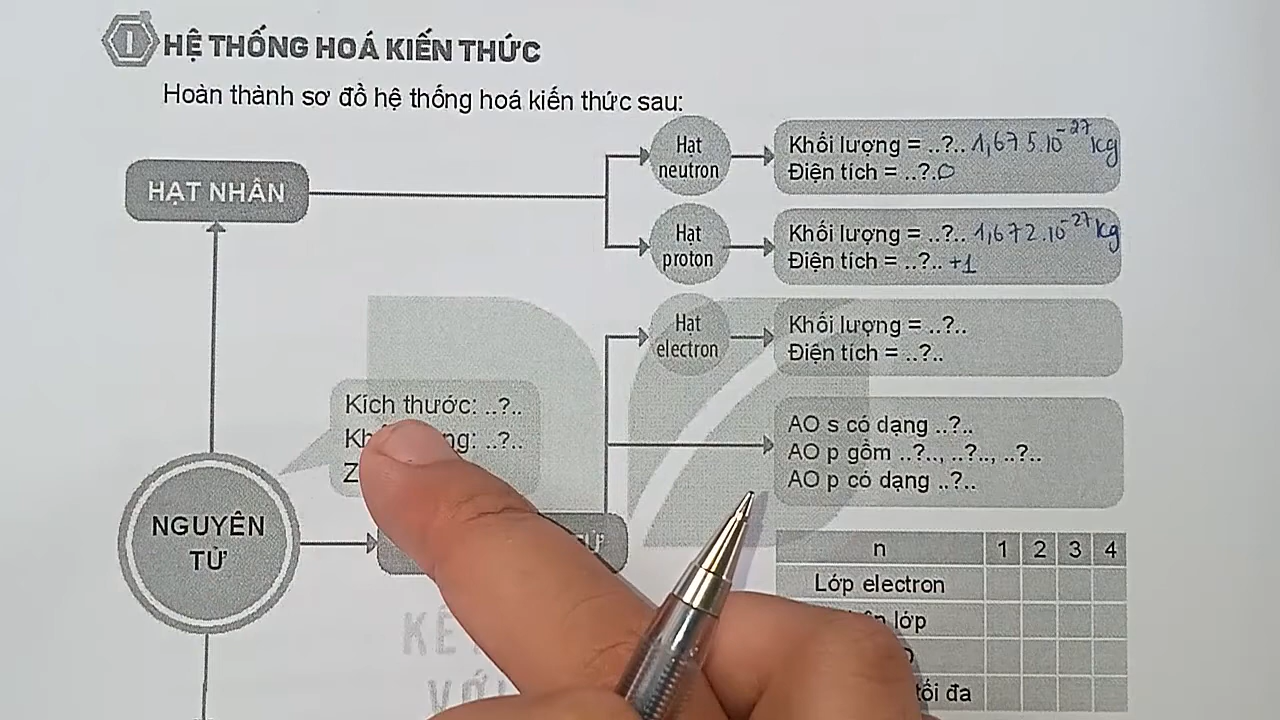 I HỆ THỐNG HOÁ KIẾN THỨC
Hoàn thành sơ đồ hệ thống hoá kiến thức sau:
HẠT NHÂN
Hạt
neutron
Khối lượng = ..?.. 1,675.10⁻²⁷ kg
Điện tích = ..?.0
Hạt
proton
Khối lượng = ..?.. 1,672.10⁻²⁷ kg
Điện tích = ..?.. +1
Hạt
electron
Khối lượng = ..?..
Điện tích = ..?..
Kích thước: ..?..
..?..
Z
AO s có dạng ..?..
AO p gồm ..?.., ..?.., ..?..
AO p có dạng ..?..
NGUYÊN
TỬ
n 1 2 3 4
Lớp electron
lớp
tối đa